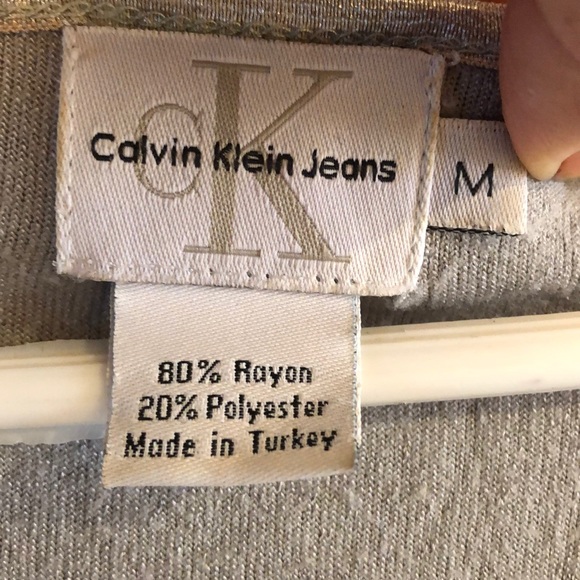 cK
Calvin Klein Jeans
M
80% Rayon
20% Polyester
Made in Turkey